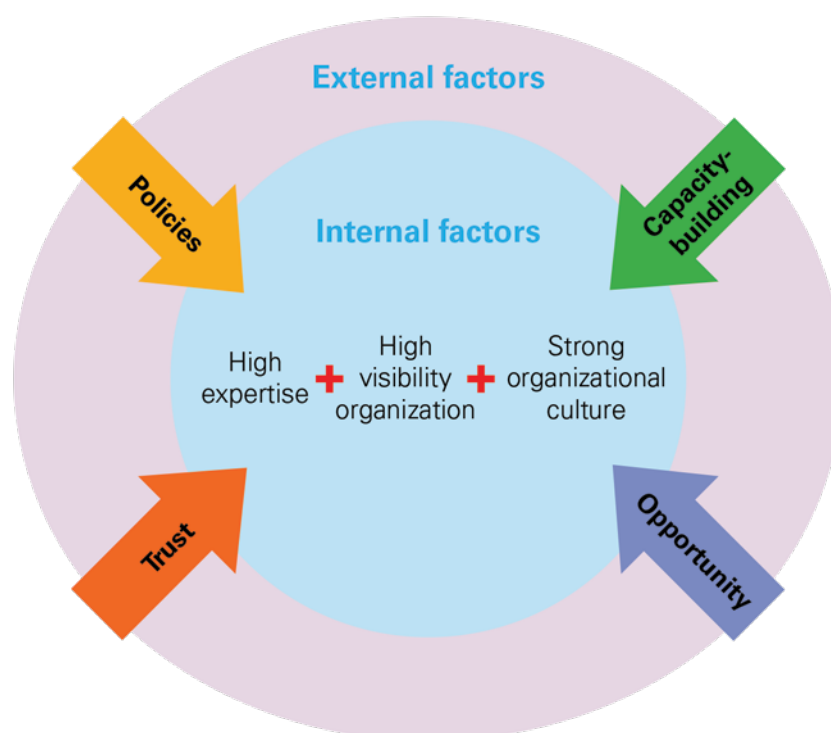 External factors
Policies
Capacity-
building
Internal factors
High
expertise
+
High
visibility
organization
+
Strong
organizational
culture
Trust
Opportunity